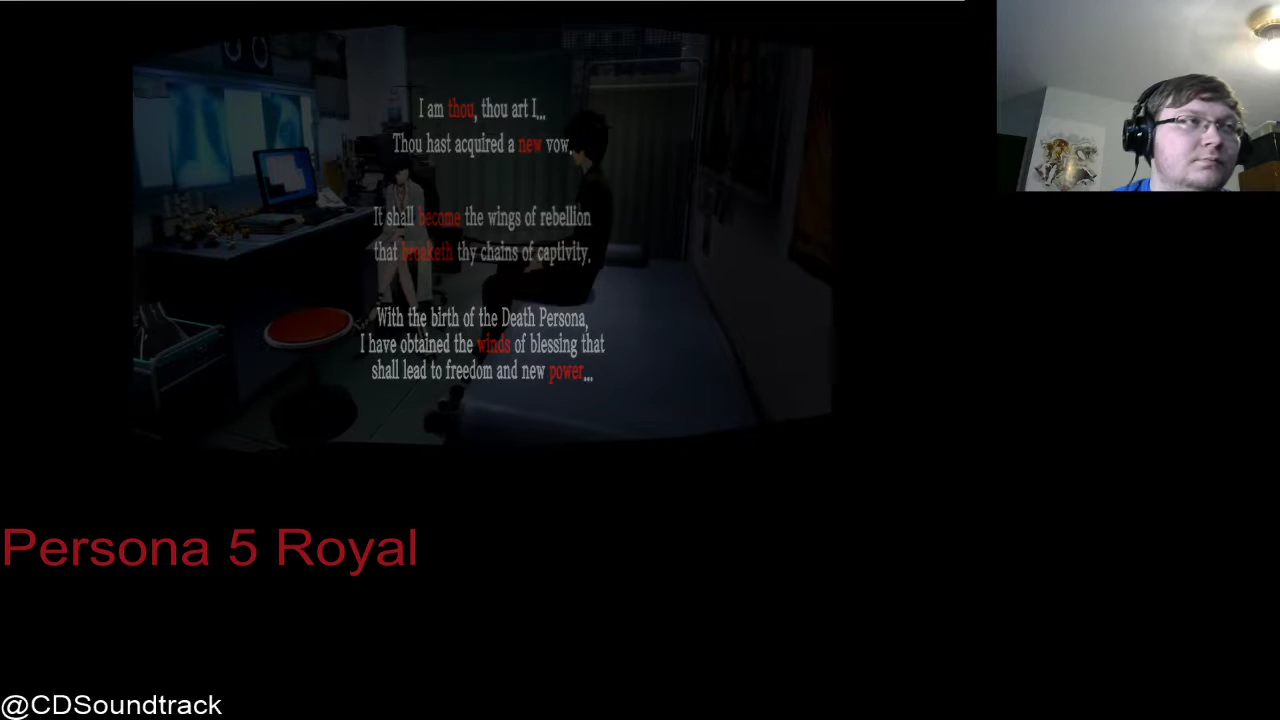 I am thou, thou art I...
Thou hast acquired a new vow.
It shall become the wings of rebellion
that breaketh thy chains of captivity.
With the birth of the Death Persona,
I have obtained the winds of blessing that
shall lead to freedom and new power...
Persona 5 Royal
@CDSoundtrack